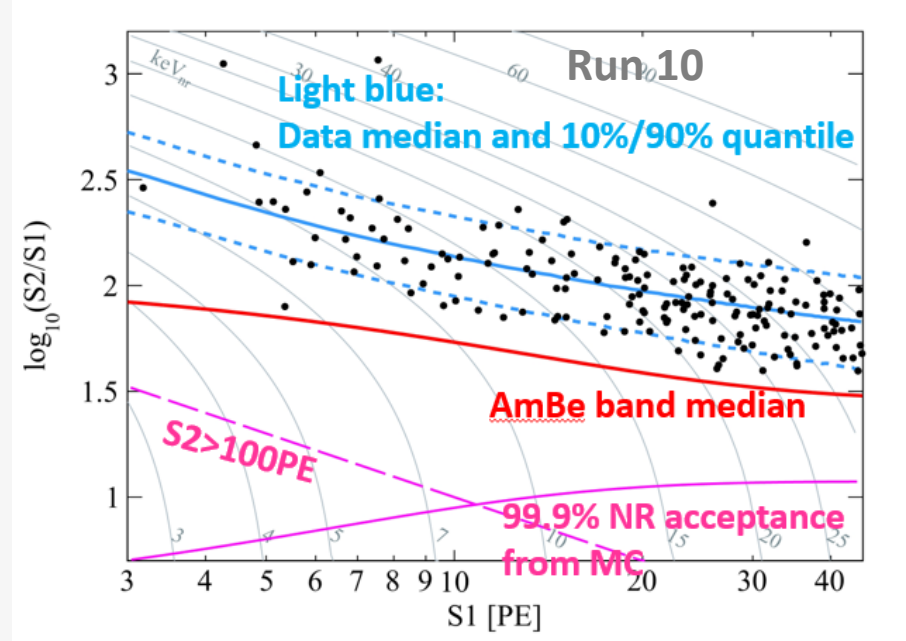 keVnr
30
40
60
Run 10
Light blue:
Data median and 10%/90% quantile
3
2.5
2
1.5
1
log10(S2/S1)
AmBe band median
S2>100PE
99.9% NR acceptance
from MC
3
4
5
7
10
15
20
25
3 4 5 6 7 8 9 10 20 30 40
S1 [PE]